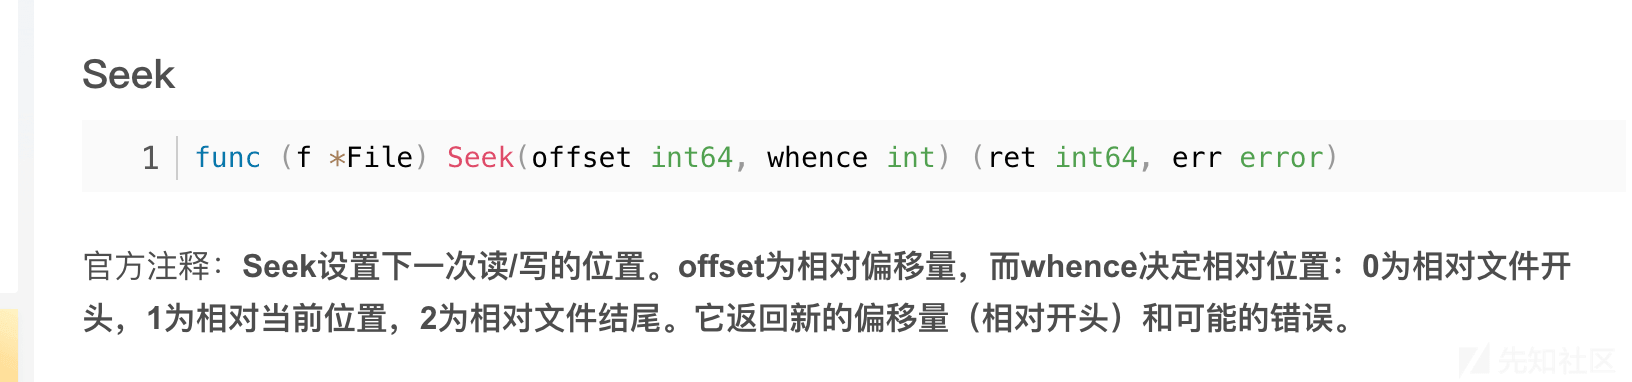 Seek
1 func (f *File) Seek(offset int64, whence int) (ret int64, err error)
官方注释：Seek设置下一次读/写的位置。offset为相对偏移量，而whence决定相对位置：0为相对文件开
头，1为相对当前位置，2为相对文件结尾。它返回新的偏移量（相对开头）和可能的错误。
先知社区